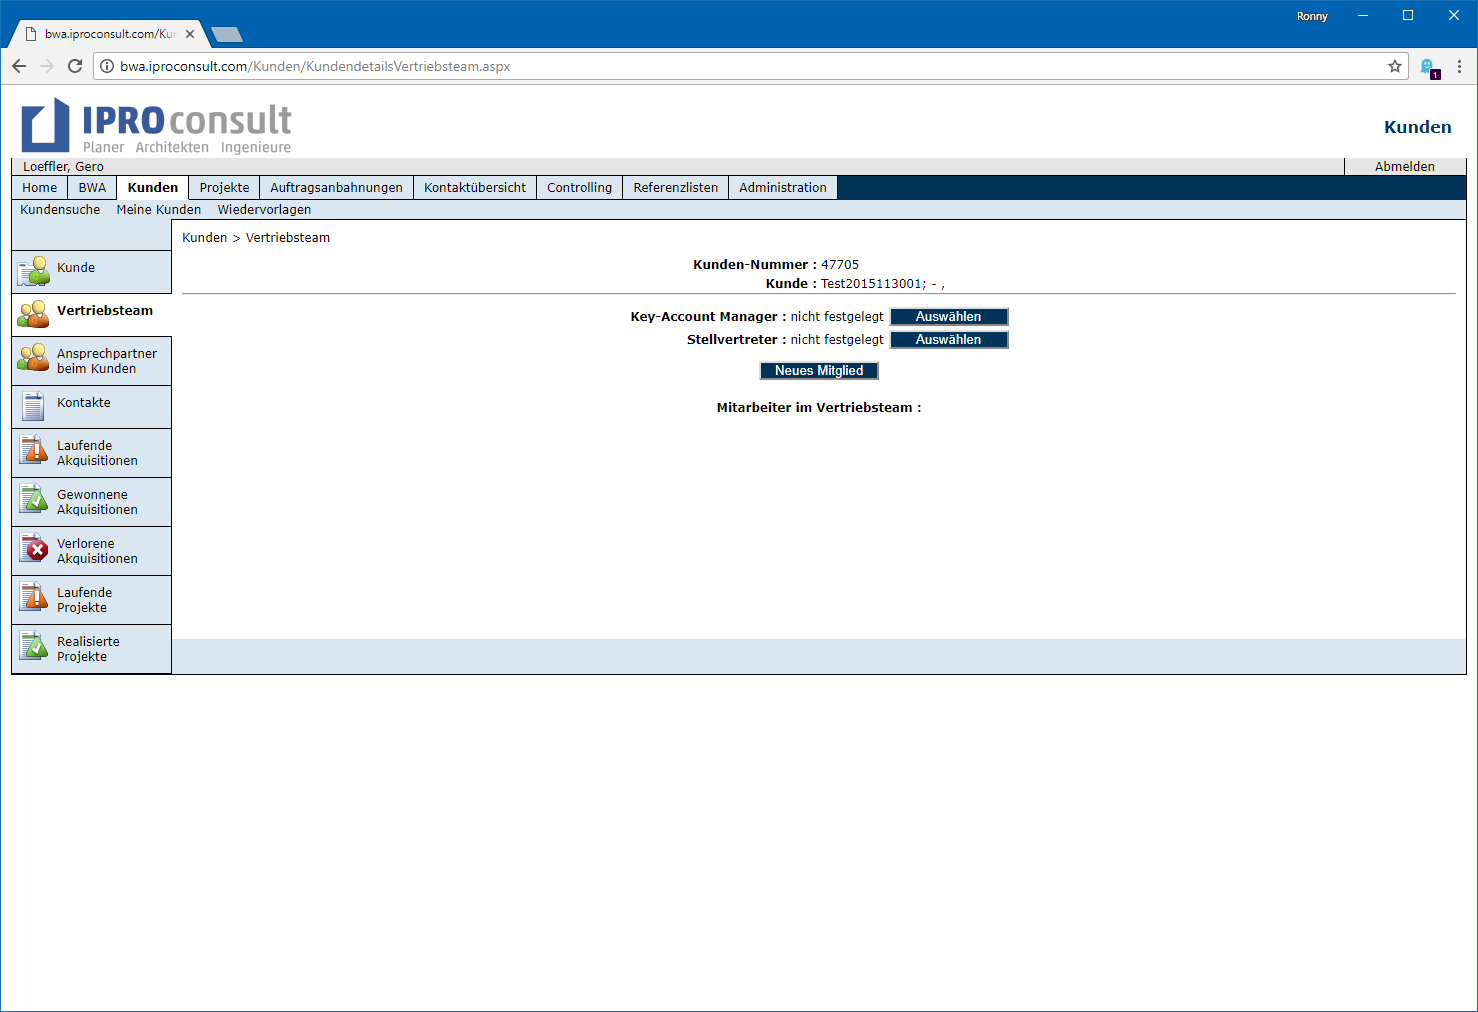 Ronny
bwa.iproconsult.com/Kun
bwa.iproconsult.com/Kunden/KundendetailsVertriebsteam.aspx
1
IPROconsult
Planer Architekten Ingenieure
Kunden
Loeffler, Gero
Abmelden
Home BWA Kunden Projekte Auftragsanbahnungen Kontaktübersicht Controlling Referenzlisten Administration
Kundensuche Meine Kunden Wiedervorlagen
Kunden > Vertriebsteam
Kunde
Vertriebsteam
Ansprechpartner
beim Kunden
Kontakte
Laufende
Akquisitionen
Gewonnene
Akquisitionen
Verlorene
Akquisitionen
Laufende
Projekte
Realisierte
Projekte
Kunden-Nummer : 47705
Kunde : Test2015113001; - ,
Key-Account Manager : nicht festgelegt Auswählen
Stellvertreter : nicht festgelegt Auswählen
Neues Mitglied
Mitarbeiter im Vertriebsteam :